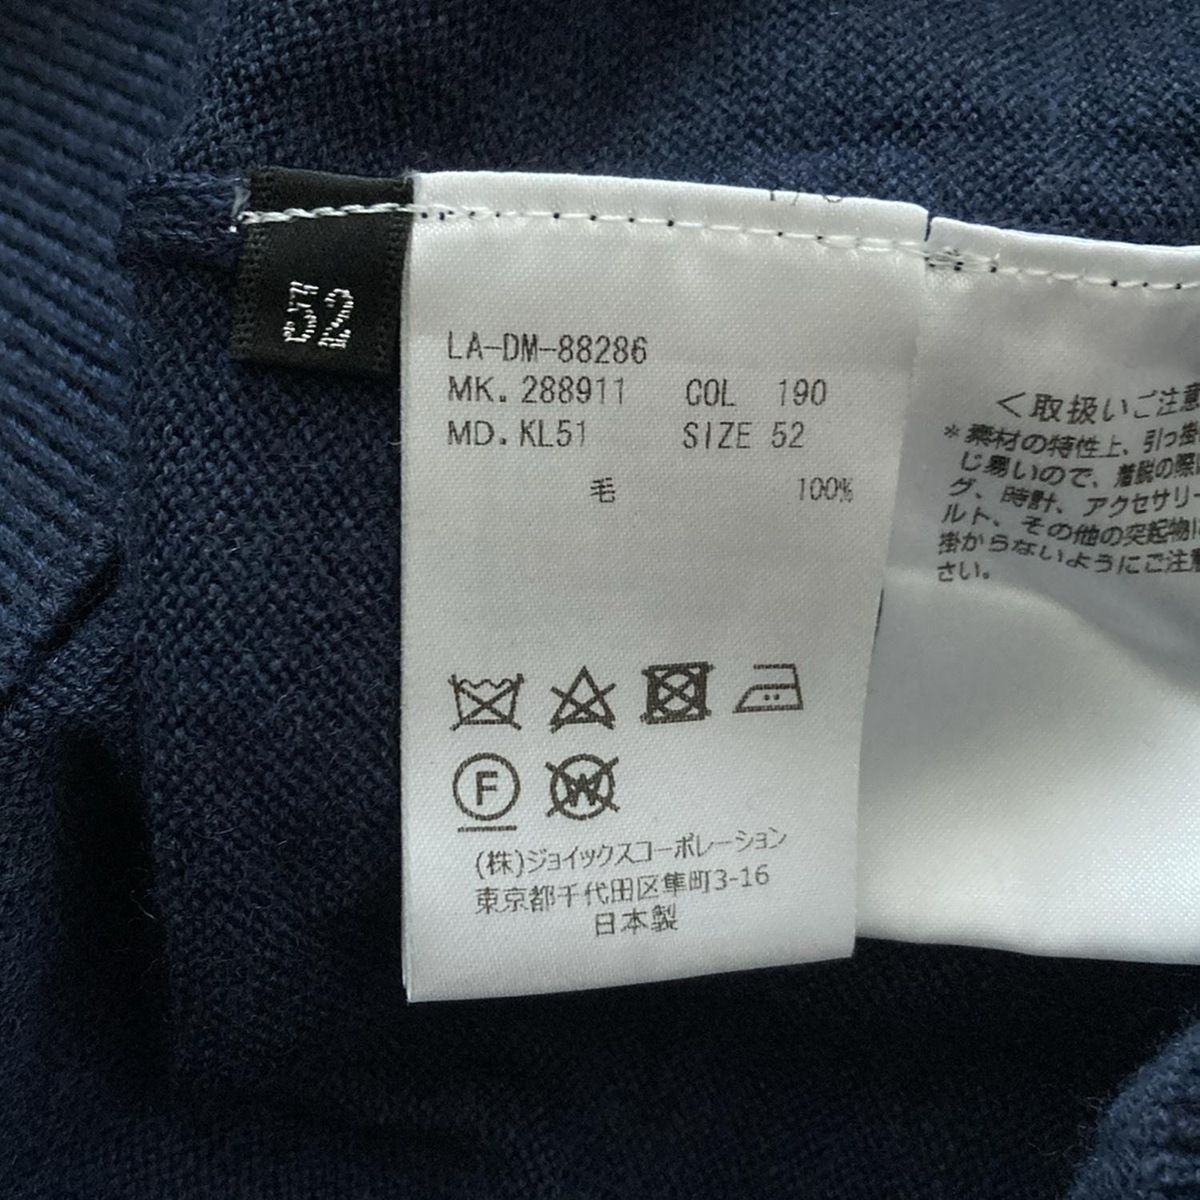 52
LA-DM-88286
MK. 288911 COL 190
MD. KL51 SIZE 52
毛 100%
F
W
(株)ジョイックスコーポレーション
東京都千代田区隼町3-16
日本製
<取扱いご注意
*素材の特性上、引っ掛
じ易いので、着脱の際
グ、時計、アクセサリー
ルト、その他の突起物に
掛からないようにご注意
さい。